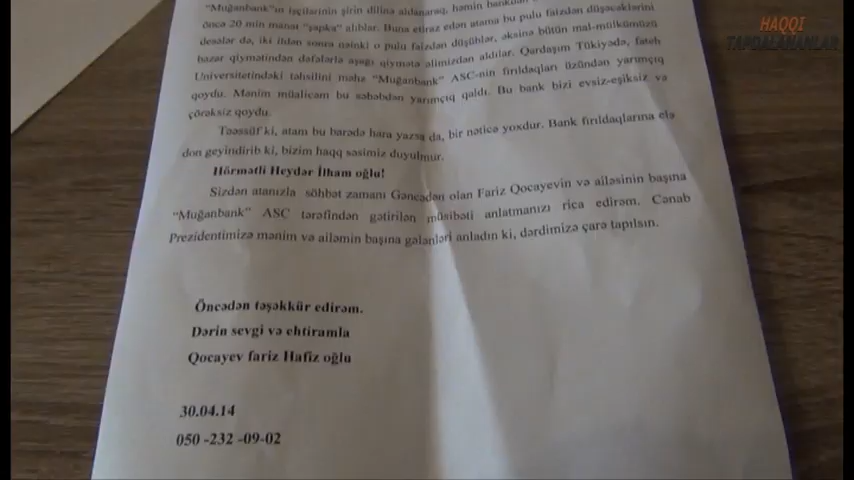 HAQQI
TAPDALANANLAR
"Muğanbank"ın işçilərinin şirin dilinə aldanaraq, həmin bankdan
öncə 20 min manat "şapka" alıblar. Buna etiraz edən atama bu pulu faizdən düşəcəklərini
desələr də, iki ildən sonra nəinki o pulu faizdən düşüblər, əksinə bütün mal-mülkümüzü
bazar qiymətindən dəfələrlə aşağı qiymətə əlimizdən aldılar. Qardaşım Tükiyədə, fateh
Universitetindəki təhsilini məhz "Muğanbank" ASC-nin fırıldaqları üzündən yarımçıq
qoydu. Mənim müalicəm bu səbəbdən yarımçıq qaldı. Bu bank bizi evsiz-eşiksiz və
çörəksiz qoydu.
Təəssüf ki, atam bu barədə hara yazsa da, bir nəticə yoxdur. Bank fırıldaqlarına elə
don geyindirib ki, bizim haqq səsimiz duyulmur.
Hörmətli Heydər İlham oğlu!
Sizdən atanızla söhbət zamanı Gəncədən olan Fariz Qocayevin və ailəsinin başına
"Muğanbank" ASC tərəfindən gətirilən müsibəti anlatmanızı rica edirəm. Cənab
Prezidentimizə mənim və ailəmin başına gələnləri anladın ki, dərdimizə çarə tapılsın.
Öncədən təşəkkür edirəm.
Dərin sevgi və ehtiramla
Qocayev fariz Hafiz oğlu
30.04.14
050 -232 -09-02